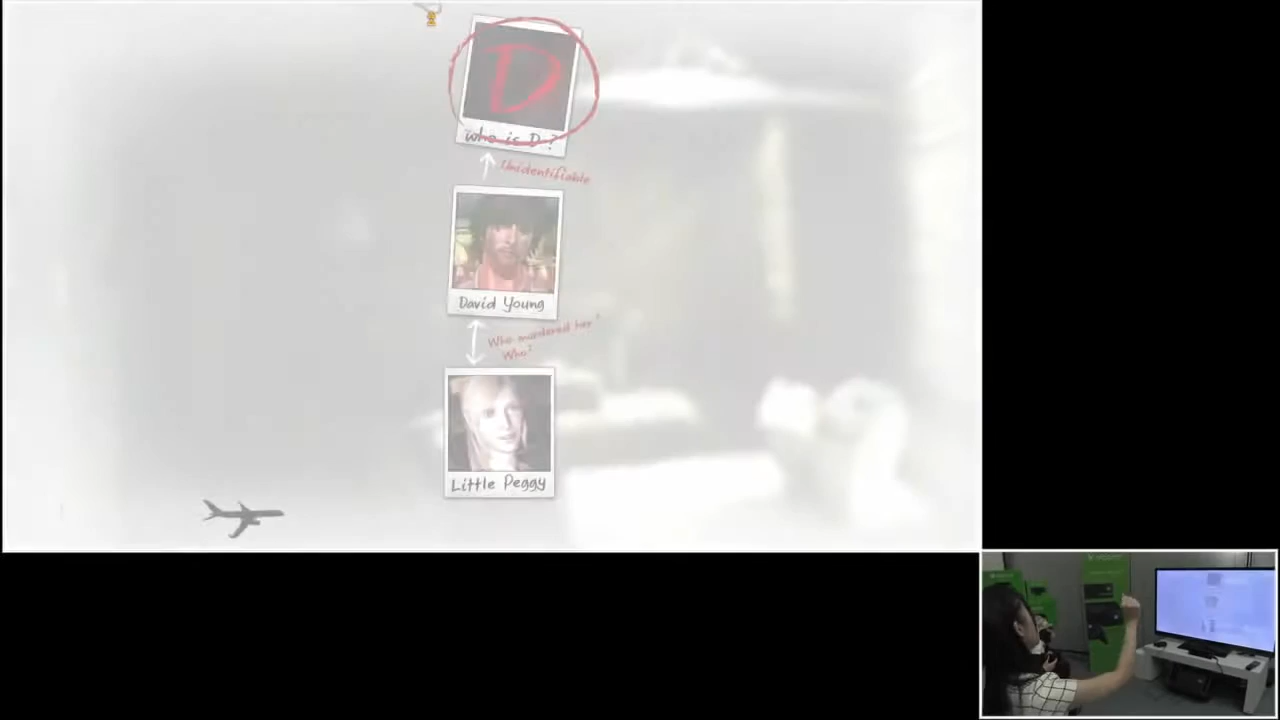 D
who is D ?
Unidentifiable
David Young
Who murdered her?
Who?
Little Peggy